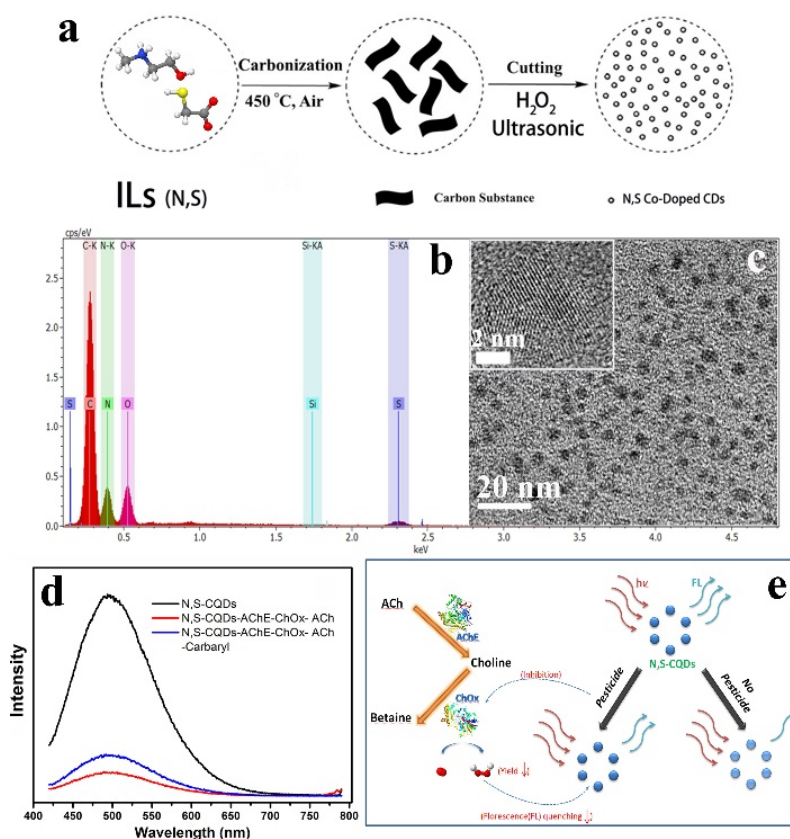 a
Carbonization
450 °C, Air
Cutting
H2O2
Ultrasonic
ILs (N,S)
Carbon Substance
N,S Co-Doped CDs
cps/eV
C-K N-K O-K Si-KA S-KA
b
c
2 nm
20 nm
2.5
2.0
1.5
1.0
0.5
0.0
S C N O Si S
0.5 1.0 1.5 2.0 2.5 3.0 3.5 4.0 4.5
keV
d
N,S-CQDs
N,S-CQDs-AChE-ChOx- ACh
N,S-CQDs-AChE-ChOx- ACh
-Carbaryl
Intensity
400 450 500 550 600 650 700 750 800
Wavelength (nm)
e
ACh
AChE
Choline
ChOx
Betaine
hν
FL
N,S-CQDs
(Inhibition)
Pesticide
No
Pesticide
(Yield ↓)
(Florescence(FL) quenching ↓)